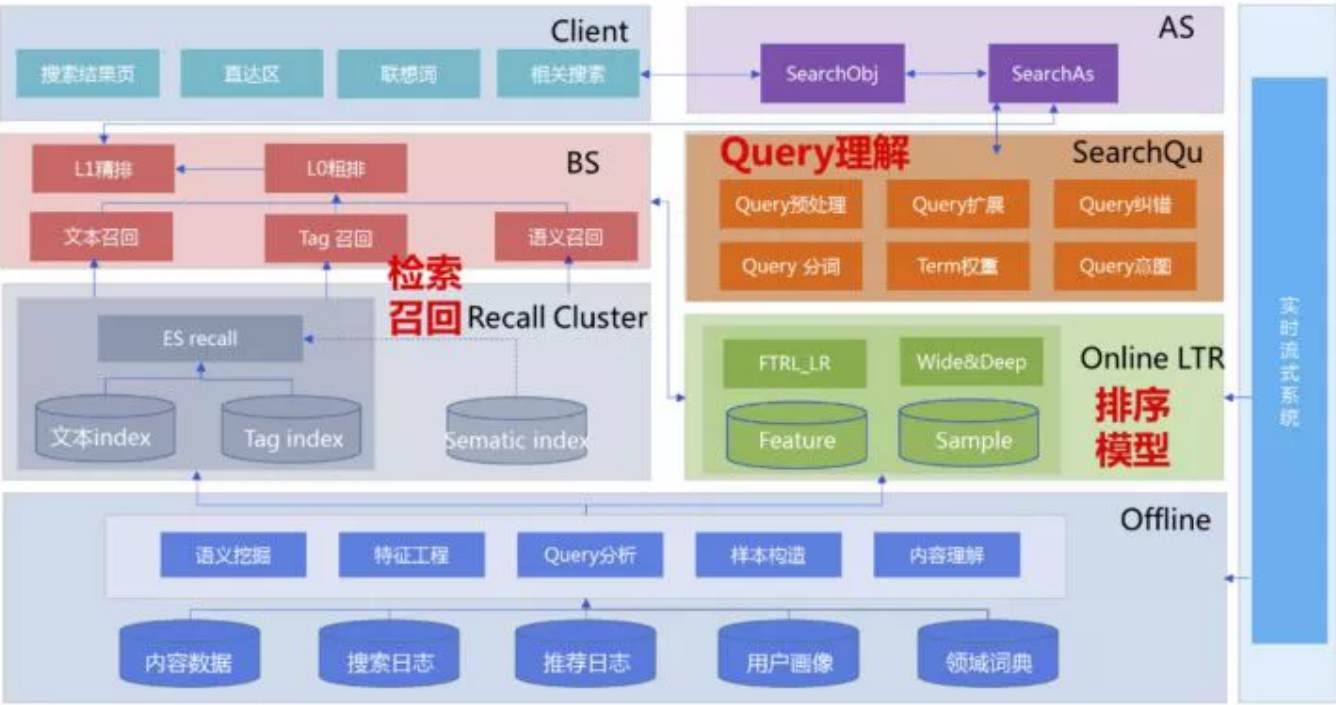 Client
搜索结果页
直达区
联想词
相关搜索
AS
SearchObj
SearchAs
BS
L1精排
L0粗排
文本召回
Tag 召回
语义召回
Query理解
SearchQu
Query预处理
Query扩展
Query纠错
Query 分词
Term权重
Query意图
检索
召回
Recall Cluster
ES recall
文本index
Tag index
Sematic index
Online LTR
FTRL_LR
Wide&Deep
Feature
Sample
排序
模型
实时流式系统
Offline
语义挖掘
特征工程
Query分析
样本构造
内容理解
内容数据
搜索日志
推荐日志
用户画像
领域词典